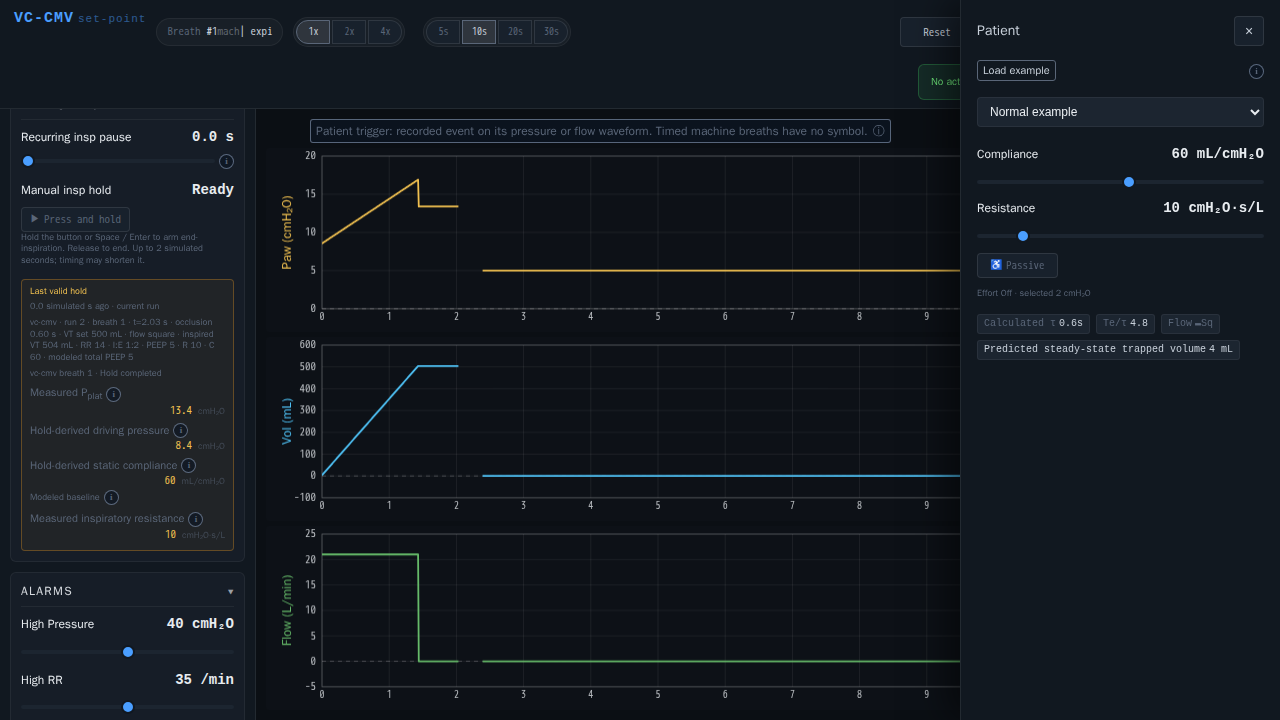 VC-CMV set-point
Breath #1mach| expi
1x 2x 4x
5s 10s 20s 30s
Reset
No act
Recurring insp pause 0.0 s
Manual insp hold Ready
▶ Press and hold
Hold the button or Space / Enter to arm end-
inspiration. Release to end. Up to 2 simulated
seconds; timing may shorten it.
Last valid hold
0.0 simulated s ago · current run
vc-cmv · run 2 · breath 1 · t=2.03 s · occlusion
0.60 s · VT set 500 mL · flow square · inspired
VT 504 mL · RR 14 · I:E 1:2 · PEEP 5 · R 10 · C
60 · modeled total PEEP 5
vc-cmv breath 1 · Hold completed
Measured Pplat
13.4 cmH₂O
Hold-derived driving pressure
8.4 cmH₂O
Hold-derived static compliance
60 mL/cmH₂O
Modeled baseline
Measured inspiratory resistance
10 cmH₂O·s/L
ALARMS
High Pressure 40 cmH₂O
High RR 35 /min
Patient trigger: recorded event on its pressure or flow waveform. Timed machine breaths have no symbol. ⓘ
Paw (cmH₂O)
20
15
10
5
0
0 1 2 3 4 5 6 7 8 9
Vol (mL)
600
500
400
300
200
100
0
-100
0 1 2 3 4 5 6 7 8 9
Flow (L/min)
25
20
15
10
5
0
-5
0 1 2 3 4 5 6 7 8 9
Patient ×
Load example
Normal example
Compliance 60 mL/cmH₂O
Resistance 10 cmH₂O·s/L
♿ Passive
Effort Off · selected 2 cmH₂O
Calculated τ 0.6s Te/τ 4.8 Flow Sq
Predicted steady-state trapped volume 4 mL